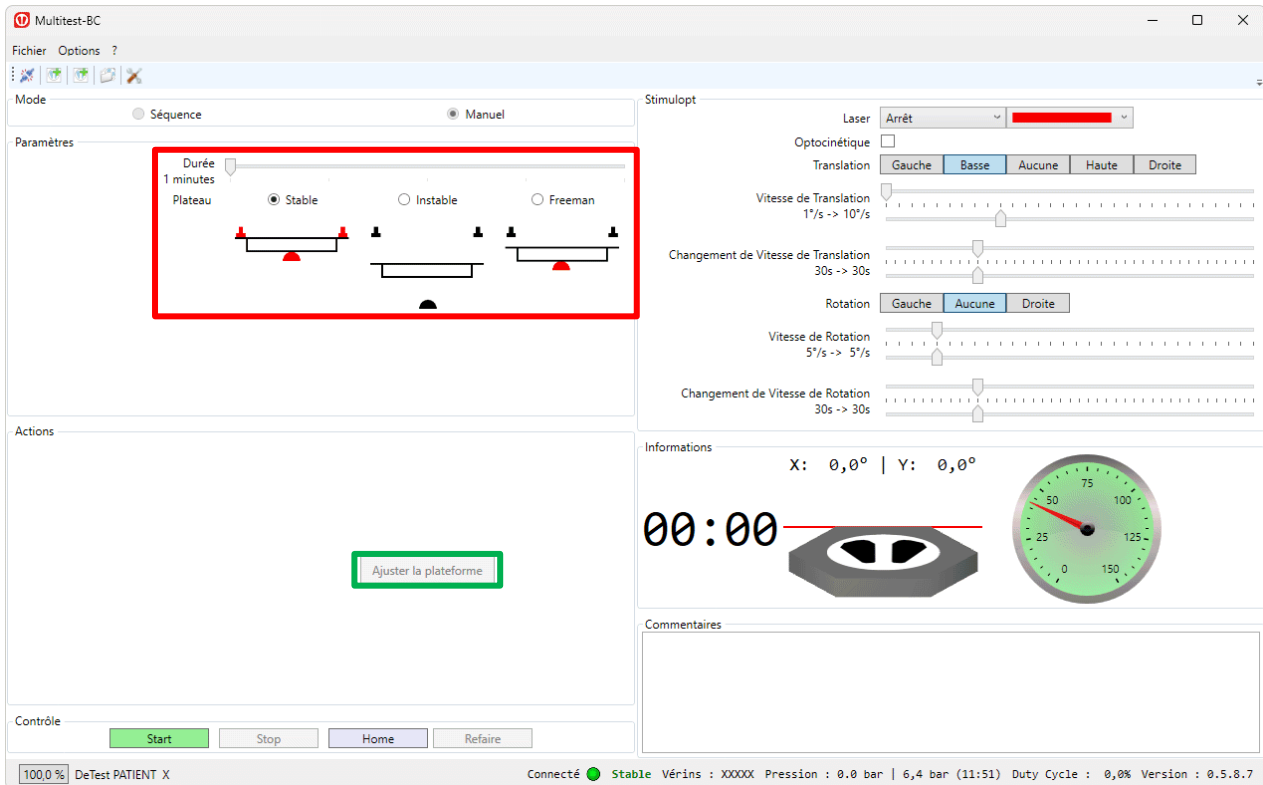 Multitest-BC
Fichier Options ?
Mode
Séquence
Manuel
Paramètres
Durée
1 minutes
Plateau
Stable
Instable
Freeman
Actions
Ajuster la plateforme
Contrôle
Start
Stop
Home
Refaire
Stimulopt
Laser
Arrêt
Optocinétique
Translation
Gauche
Basse
Aucune
Haute
Droite
Vitesse de Translation
1°/s -> 10°/s
Changement de Vitesse de Translation
30s -> 30s
Rotation
Gauche
Aucune
Droite
Vitesse de Rotation
5°/s -> 5°/s
Changement de Vitesse de Rotation
30s -> 30s
Informations
X: 0,0° | Y: 0,0°
00:00
0
25
50
75
100
125
150
Commentaires
100,0 % DeTest PATIENT X
Connecté Stable Vérins : XXXXX Pression : 0.0 bar | 6,4 bar (11:51) Duty Cycle : 0,0% Version : 0.5.8.7